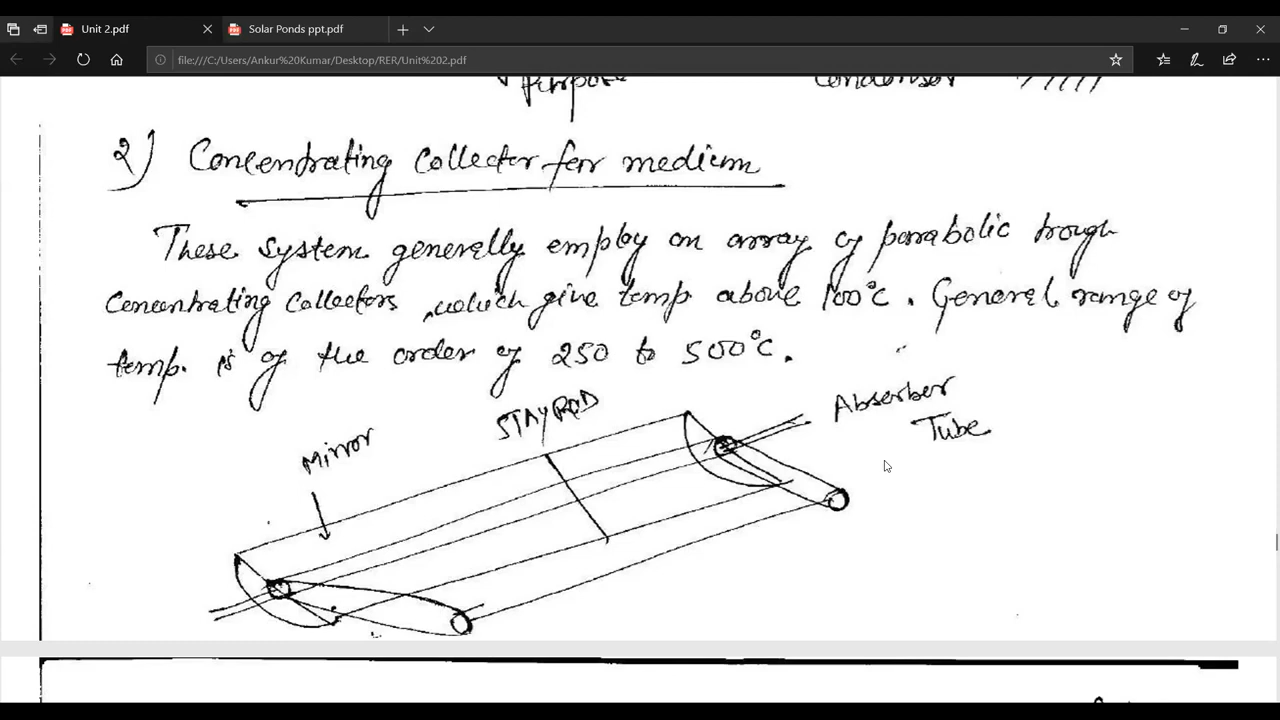 Unit 2.pdf
Solar Ponds ppt.pdf
file:///C:/Users/Ankur%20Kumar/Desktop/RER/Unit%202.pdf
Purpose Condenser
2) Concentrating Collector for medium
These system generally employ an array of parabolic trough
Concentrating Collectors, which give temp above 100°C. General range of
temp. is of the order of 250 to 500°C.
Absorber
Tube
STAY ROD
Mirror